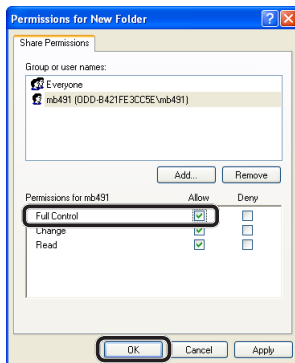 Permissions for New Folder
Share Permissions
Group or user names:
Everyone
mb491 (ODD-B421FE3CC5E\mb491)
Add... Remove
Permissions for mb491 Allow Deny
Full Control
Change
Read
OK Cancel Apply